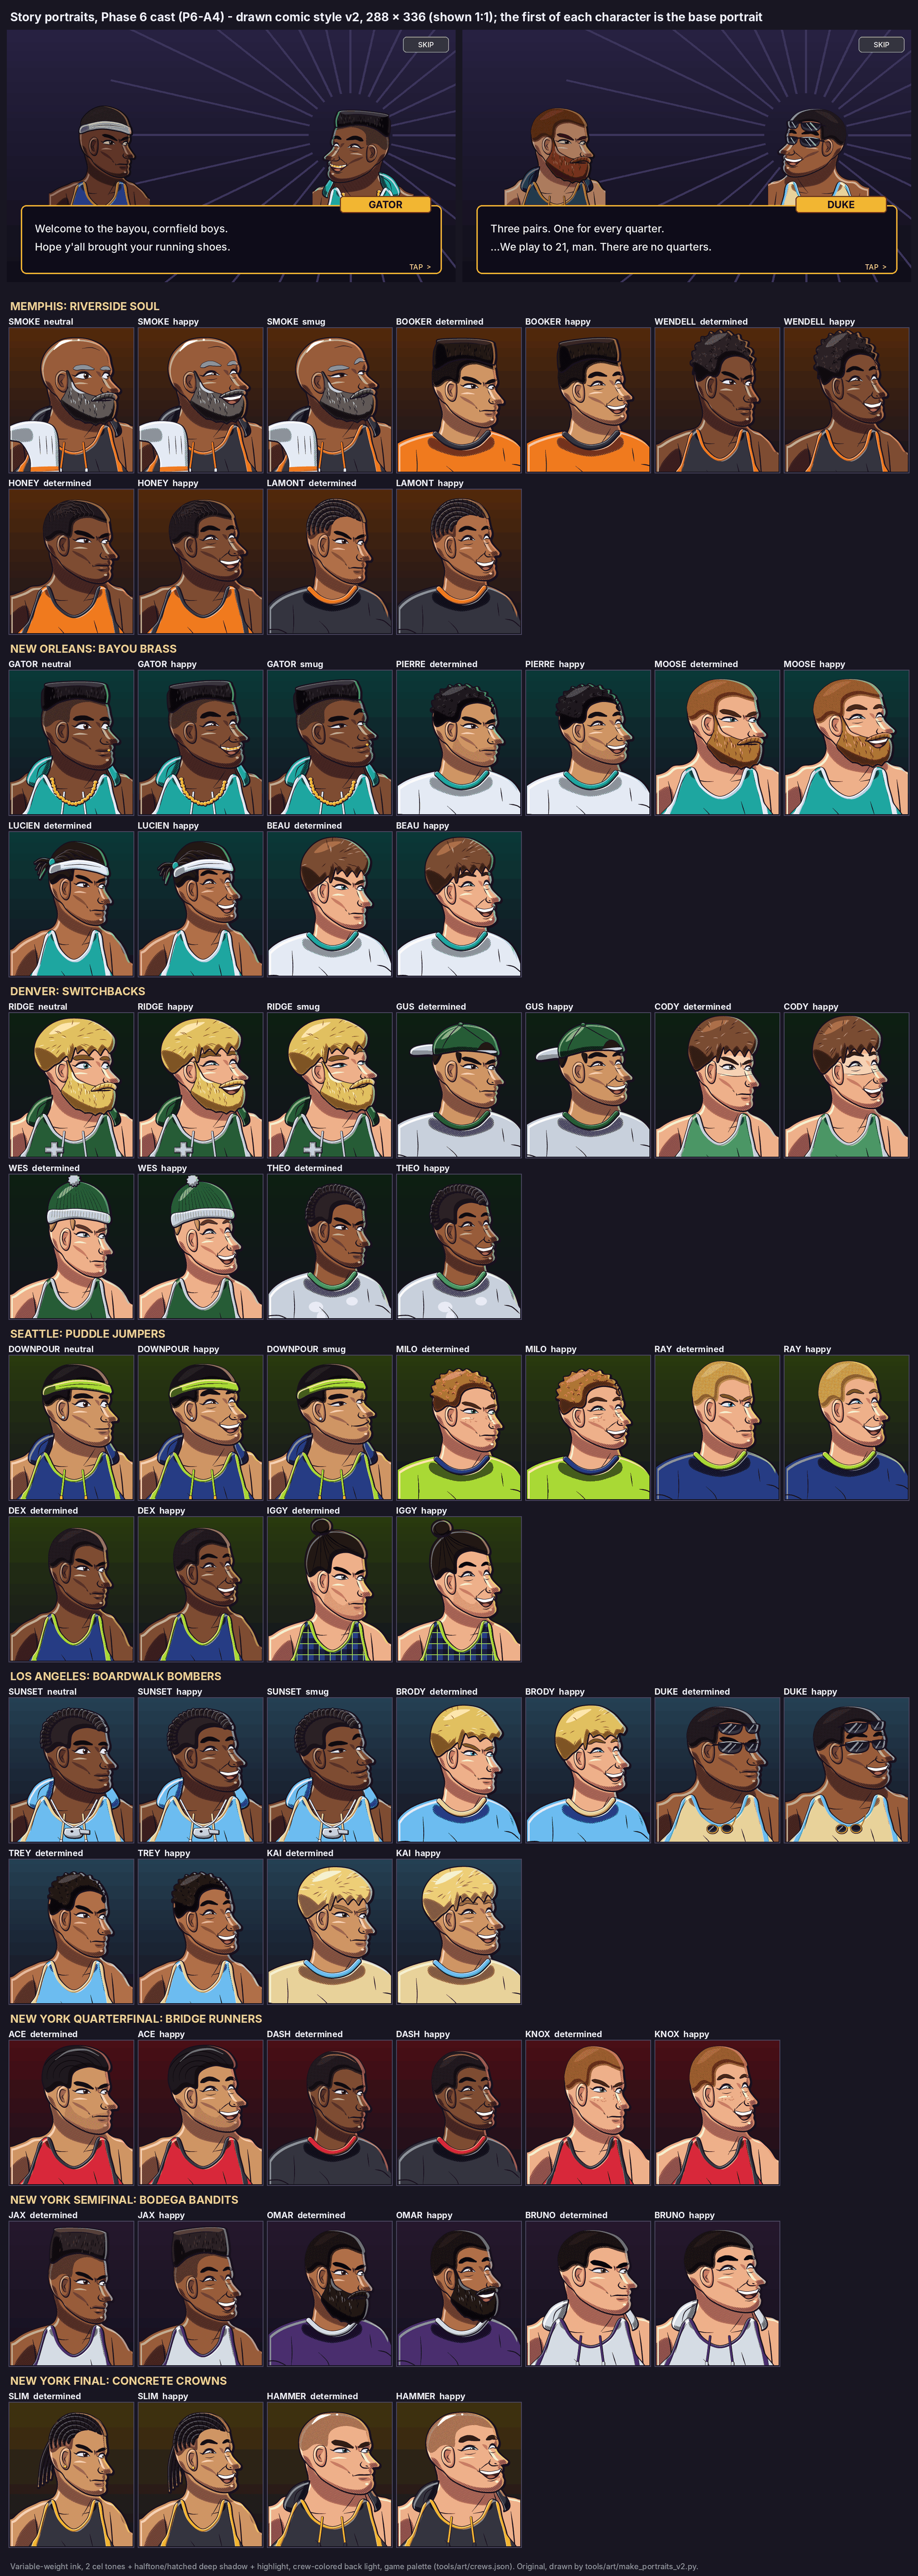 Story portraits, Phase 6 cast (P6-A4) - drawn comic style v2, 288 × 336 (shown 1:1); the first of each character is the base portrait
SKIP
SKIP
GATOR
DUKE
Welcome to the bayou, cornfield boys.
Hope y'all brought your running shoes.
TAP >
Three pairs. One for every quarter.
...We play to 21, man. There are no quarters.
TAP >
MEMPHIS: RIVERSIDE SOUL
SMOKE neutral SMOKE happy SMOKE smug BOOKER determined BOOKER happy WENDELL determined WENDELL happy
HONEY determined HONEY happy LAMONT determined LAMONT happy
NEW ORLEANS: BAYOU BRASS
GATOR neutral GATOR happy GATOR smug PIERRE determined PIERRE happy MOOSE determined MOOSE happy
LUCIEN determined LUCIEN happy BEAU determined BEAU happy
DENVER: SWITCHBACKS
RIDGE neutral RIDGE happy RIDGE smug GUS determined GUS happy CODY determined CODY happy
WES determined WES happy THEO determined THEO happy
SEATTLE: PUDDLE JUMPERS
DOWNPOUR neutral DOWNPOUR happy DOWNPOUR smug MILO determined MILO happy RAY determined RAY happy
DEX determined DEX happy IGGY determined IGGY happy
LOS ANGELES: BOARDWALK BOMBERS
SUNSET neutral SUNSET happy SUNSET smug BRODY determined BRODY happy DUKE determined DUKE happy
TREY determined TREY happy KAI determined KAI happy
NEW YORK QUARTERFINAL: BRIDGE RUNNERS
ACE determined ACE happy DASH determined DASH happy KNOX determined KNOX happy
NEW YORK SEMIFINAL: BODEGA BANDITS
JAX determined JAX happy OMAR determined OMAR happy BRUNO determined BRUNO happy
NEW YORK FINAL: CONCRETE CROWNS
SLIM determined SLIM happy HAMMER determined HAMMER happy
Variable-weight ink, 2 cel tones + halftone/hatched deep shadow + highlight, crew-colored back light, game palette (tools/art/crews.json). Original, drawn by tools/art/make_portraits_v2.py.